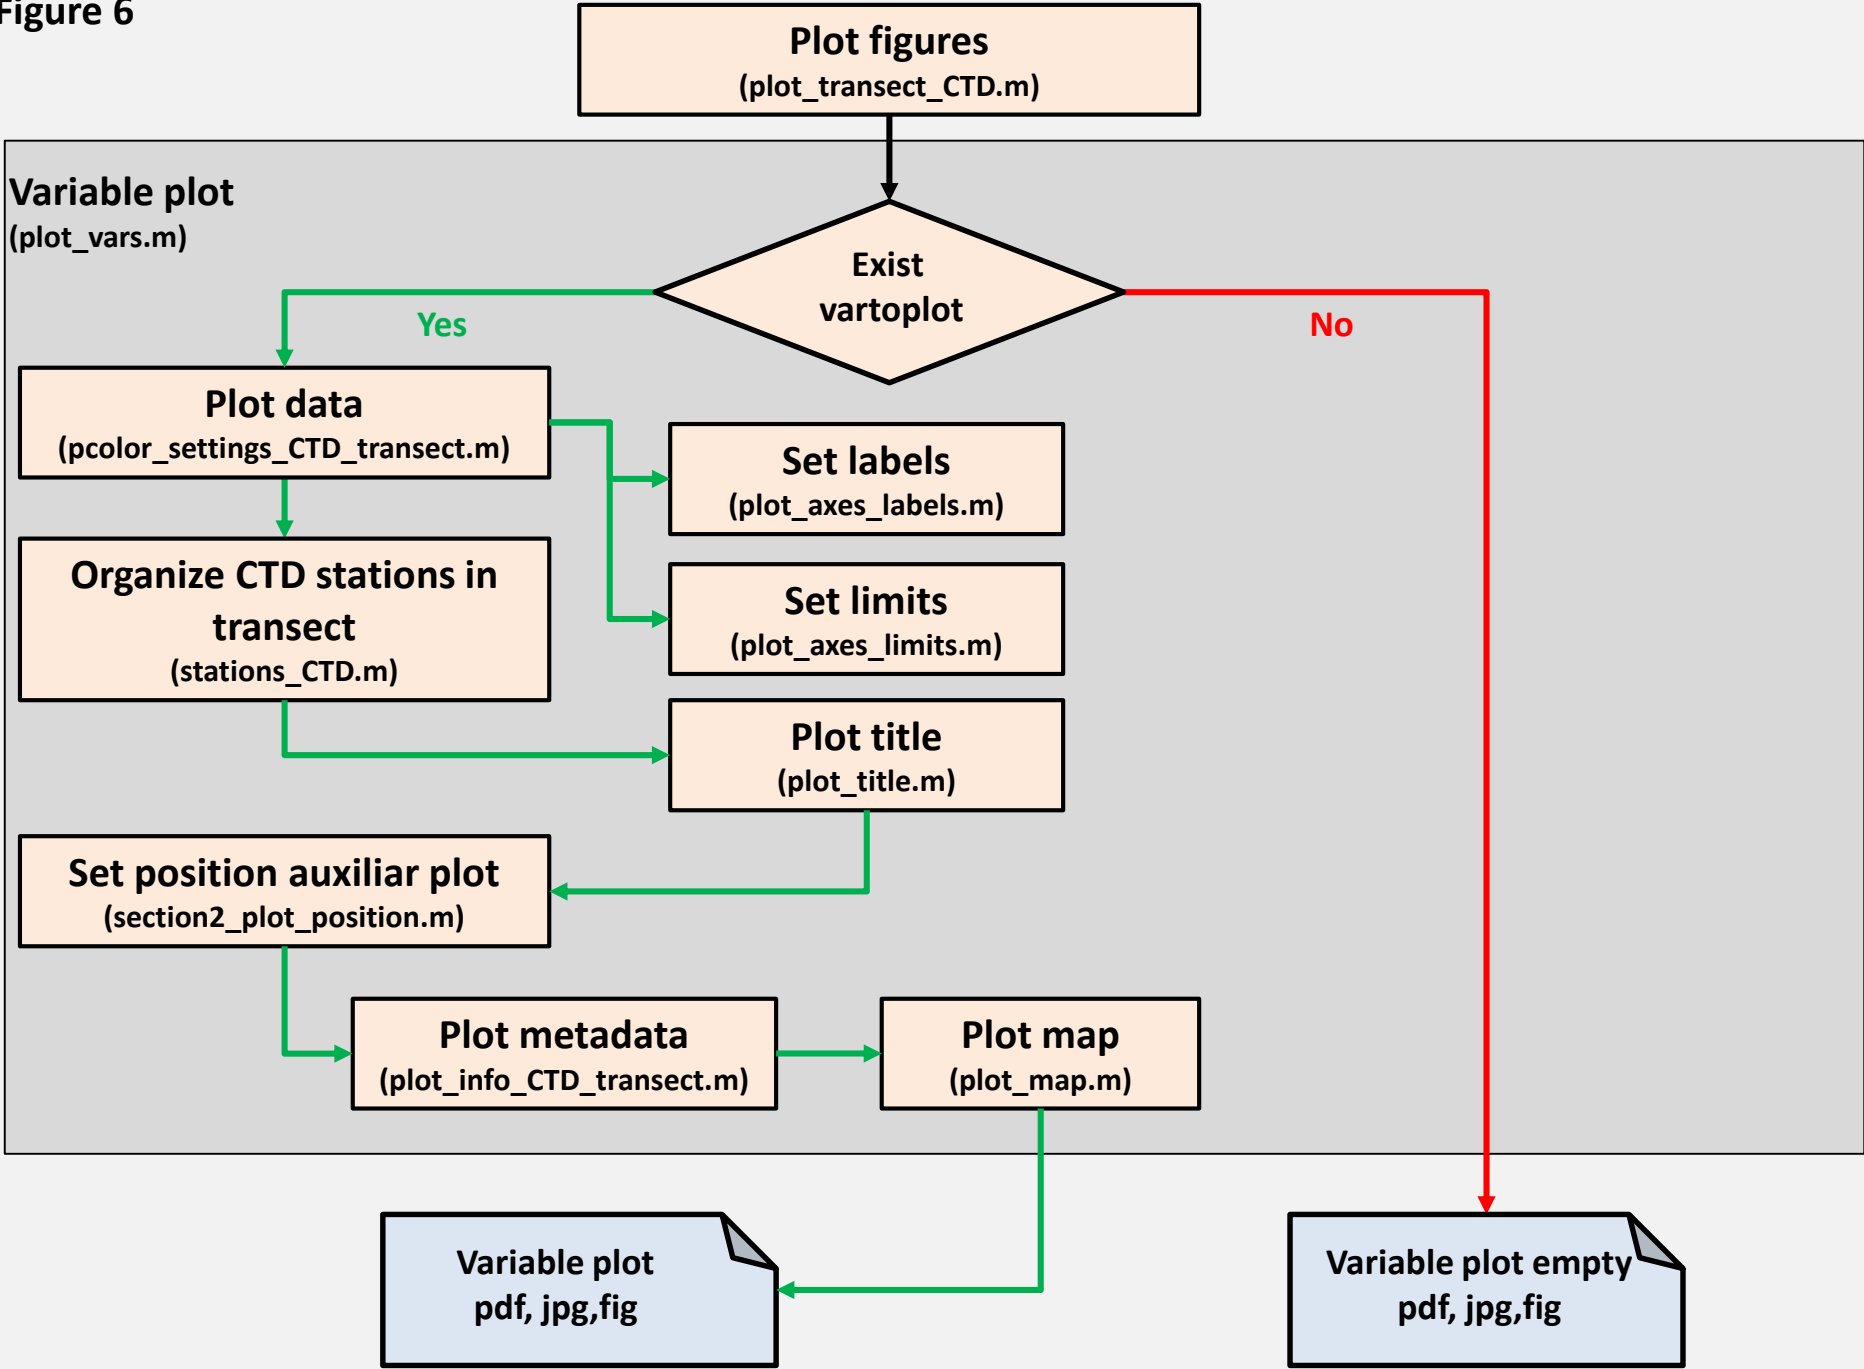 Figure 6
Plot figures
(plot_transect_CTD.m)
Variable plot
(plot_vars.m)
Exist
vartoplot
Yes
No
Plot data
(pcolor_settings_CTD_transect.m)
Set labels
(plot_axes_labels.m)
Organize CTD stations in
transect
(stations_CTD.m)
Set limits
(plot_axes_limits.m)
Plot title
(plot_title.m)
Set position auxiliar plot
(section2_plot_position.m)
Plot metadata
(plot_info_CTD_transect.m)
Plot map
(plot_map.m)
Variable plot
pdf, jpg,fig
Variable plot empty
pdf, jpg,fig